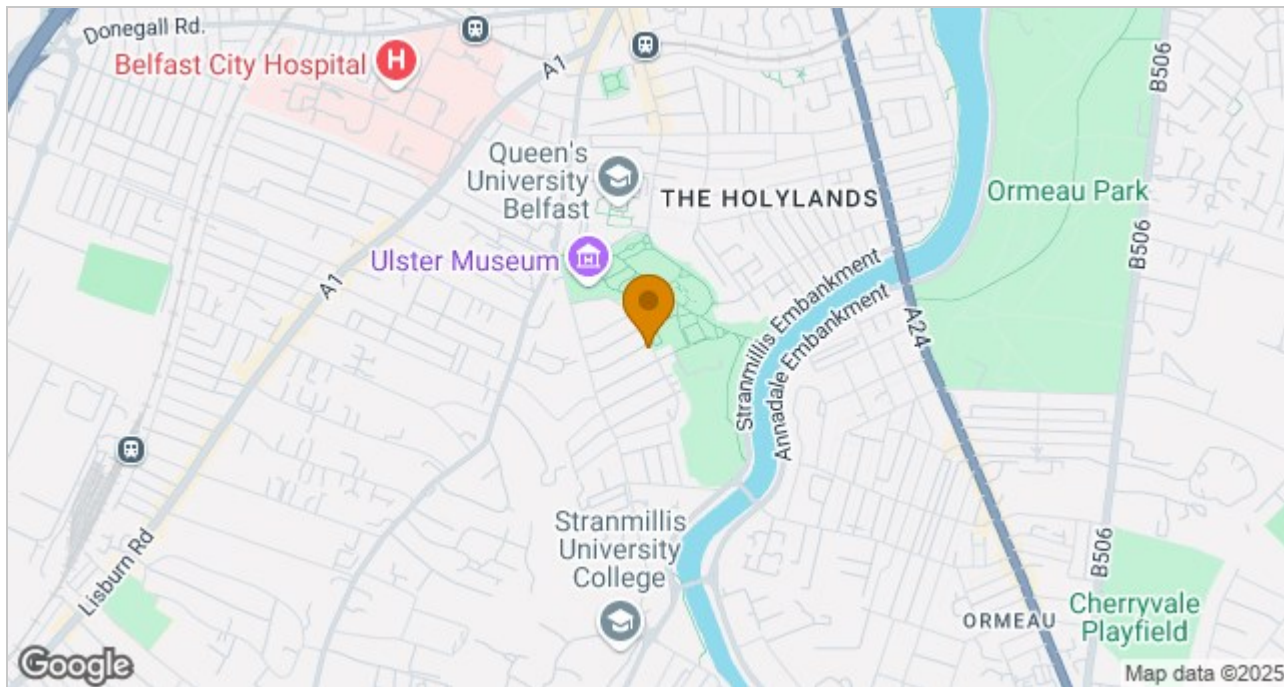 Donegall Rd.
Belfast City Hospital
H
A1
Queen's
University
Belfast
THE HOLYLANDS
B506
Ormeau Park
Ulster Museum
B506
A1
Stranmillis Embankment
Annadale Embankment
A24
Stranmillis
University
College
Lisburn Rd
B506
ORMEAU
Cherryvale
Playfield
Google
Map data ©2025